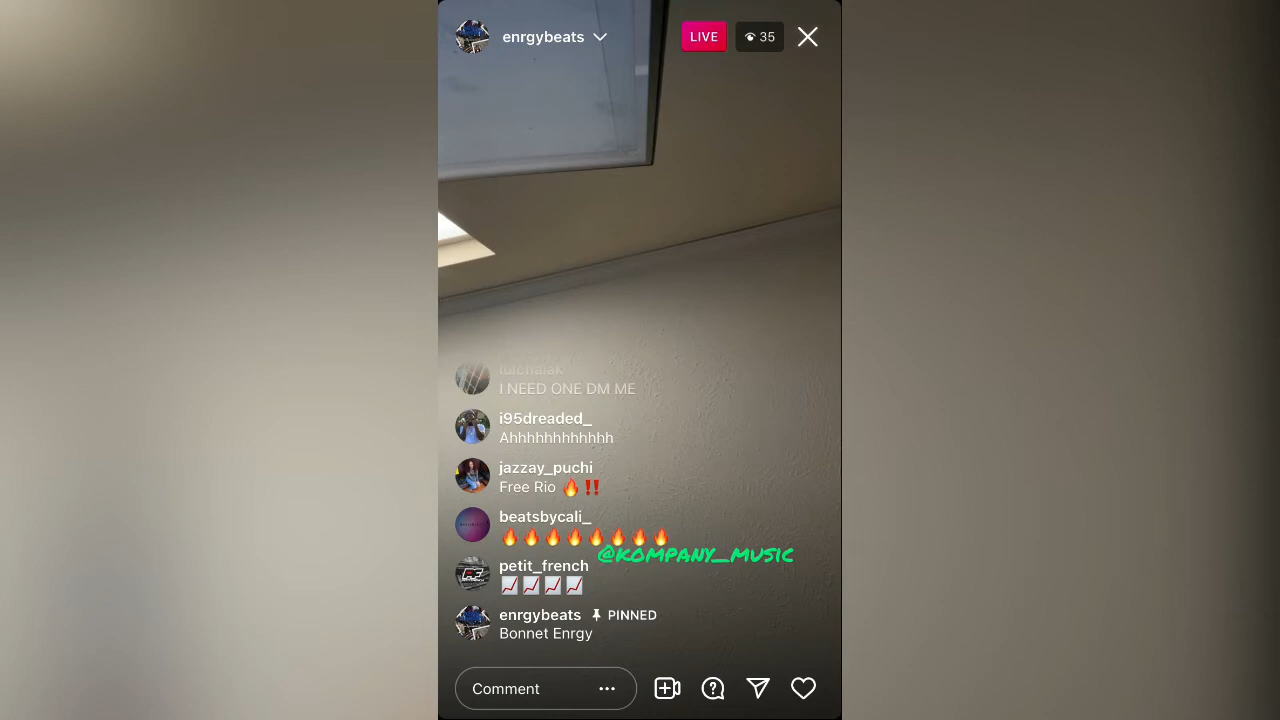 enrgybeats
LIVE
35
I NEED ONE DM ME
i95dreaded_
Ahhhhhhhhhhhh
jazzay_puchi
Free Rio 🔥‼️
beatsbycali_
🔥🔥🔥🔥🔥🔥🔥🔥
@KOMPANY_MUSIC
petit_french
📈📈📈📈
enrgybeats PINNED
Bonnet Enrgy
Comment